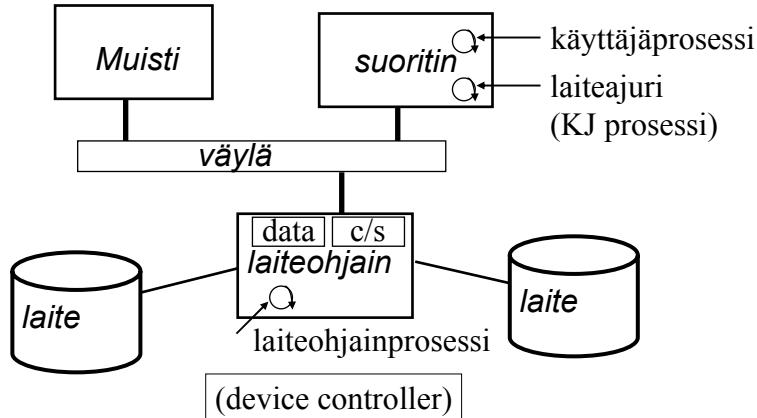 Muisti
suoritin
käyttäjäprosessi
laiteajuri
(KJ prosessi)
väylä
data
c/s
laiteohjain
laite
laite
laiteohjainprosessi
(device controller)